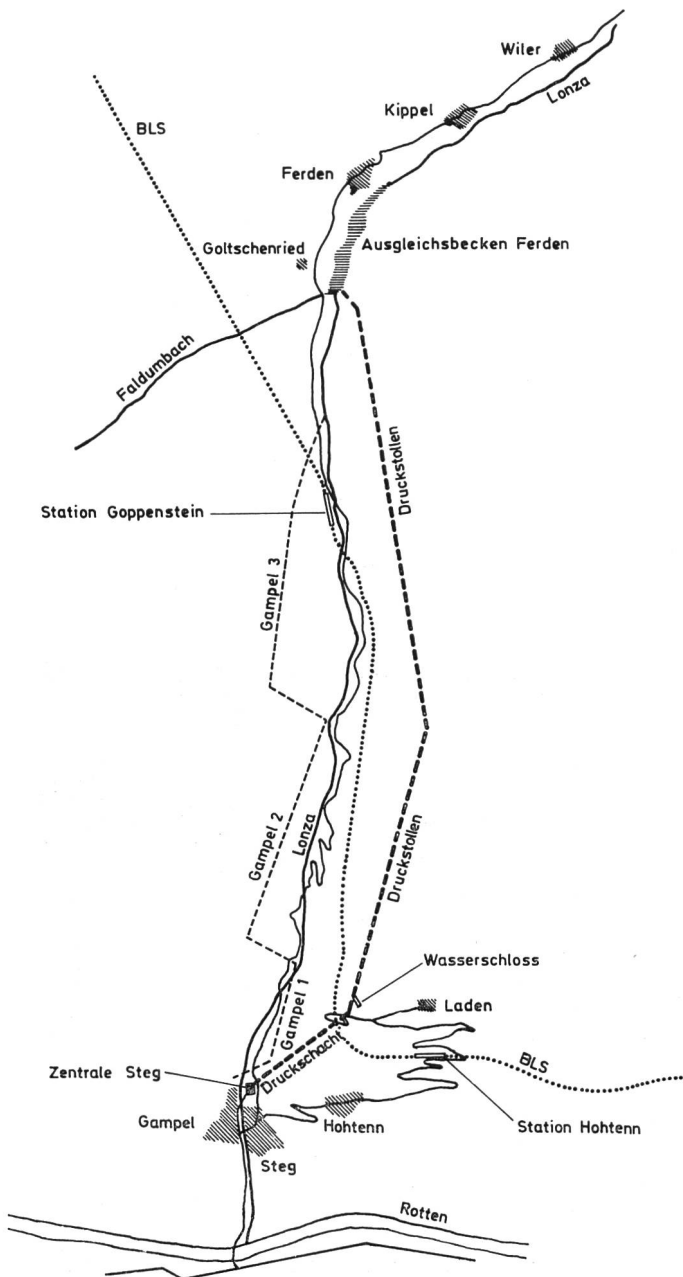 Wiler
Lonza
Kippel
BLS
Ferden
Ausgleichsbecken Ferden
Goltschenried
Faldumbach
Druckstollen
Station Goppenstein
Gampel 3
Gampel 2
Lonza
Druckstollen
Wasserschloss
Gampel 1
Laden
Druckschacht
Zentrale Steg
BLS
Gampel
Hohtenn
Station Hohtenn
Steg
Rotten